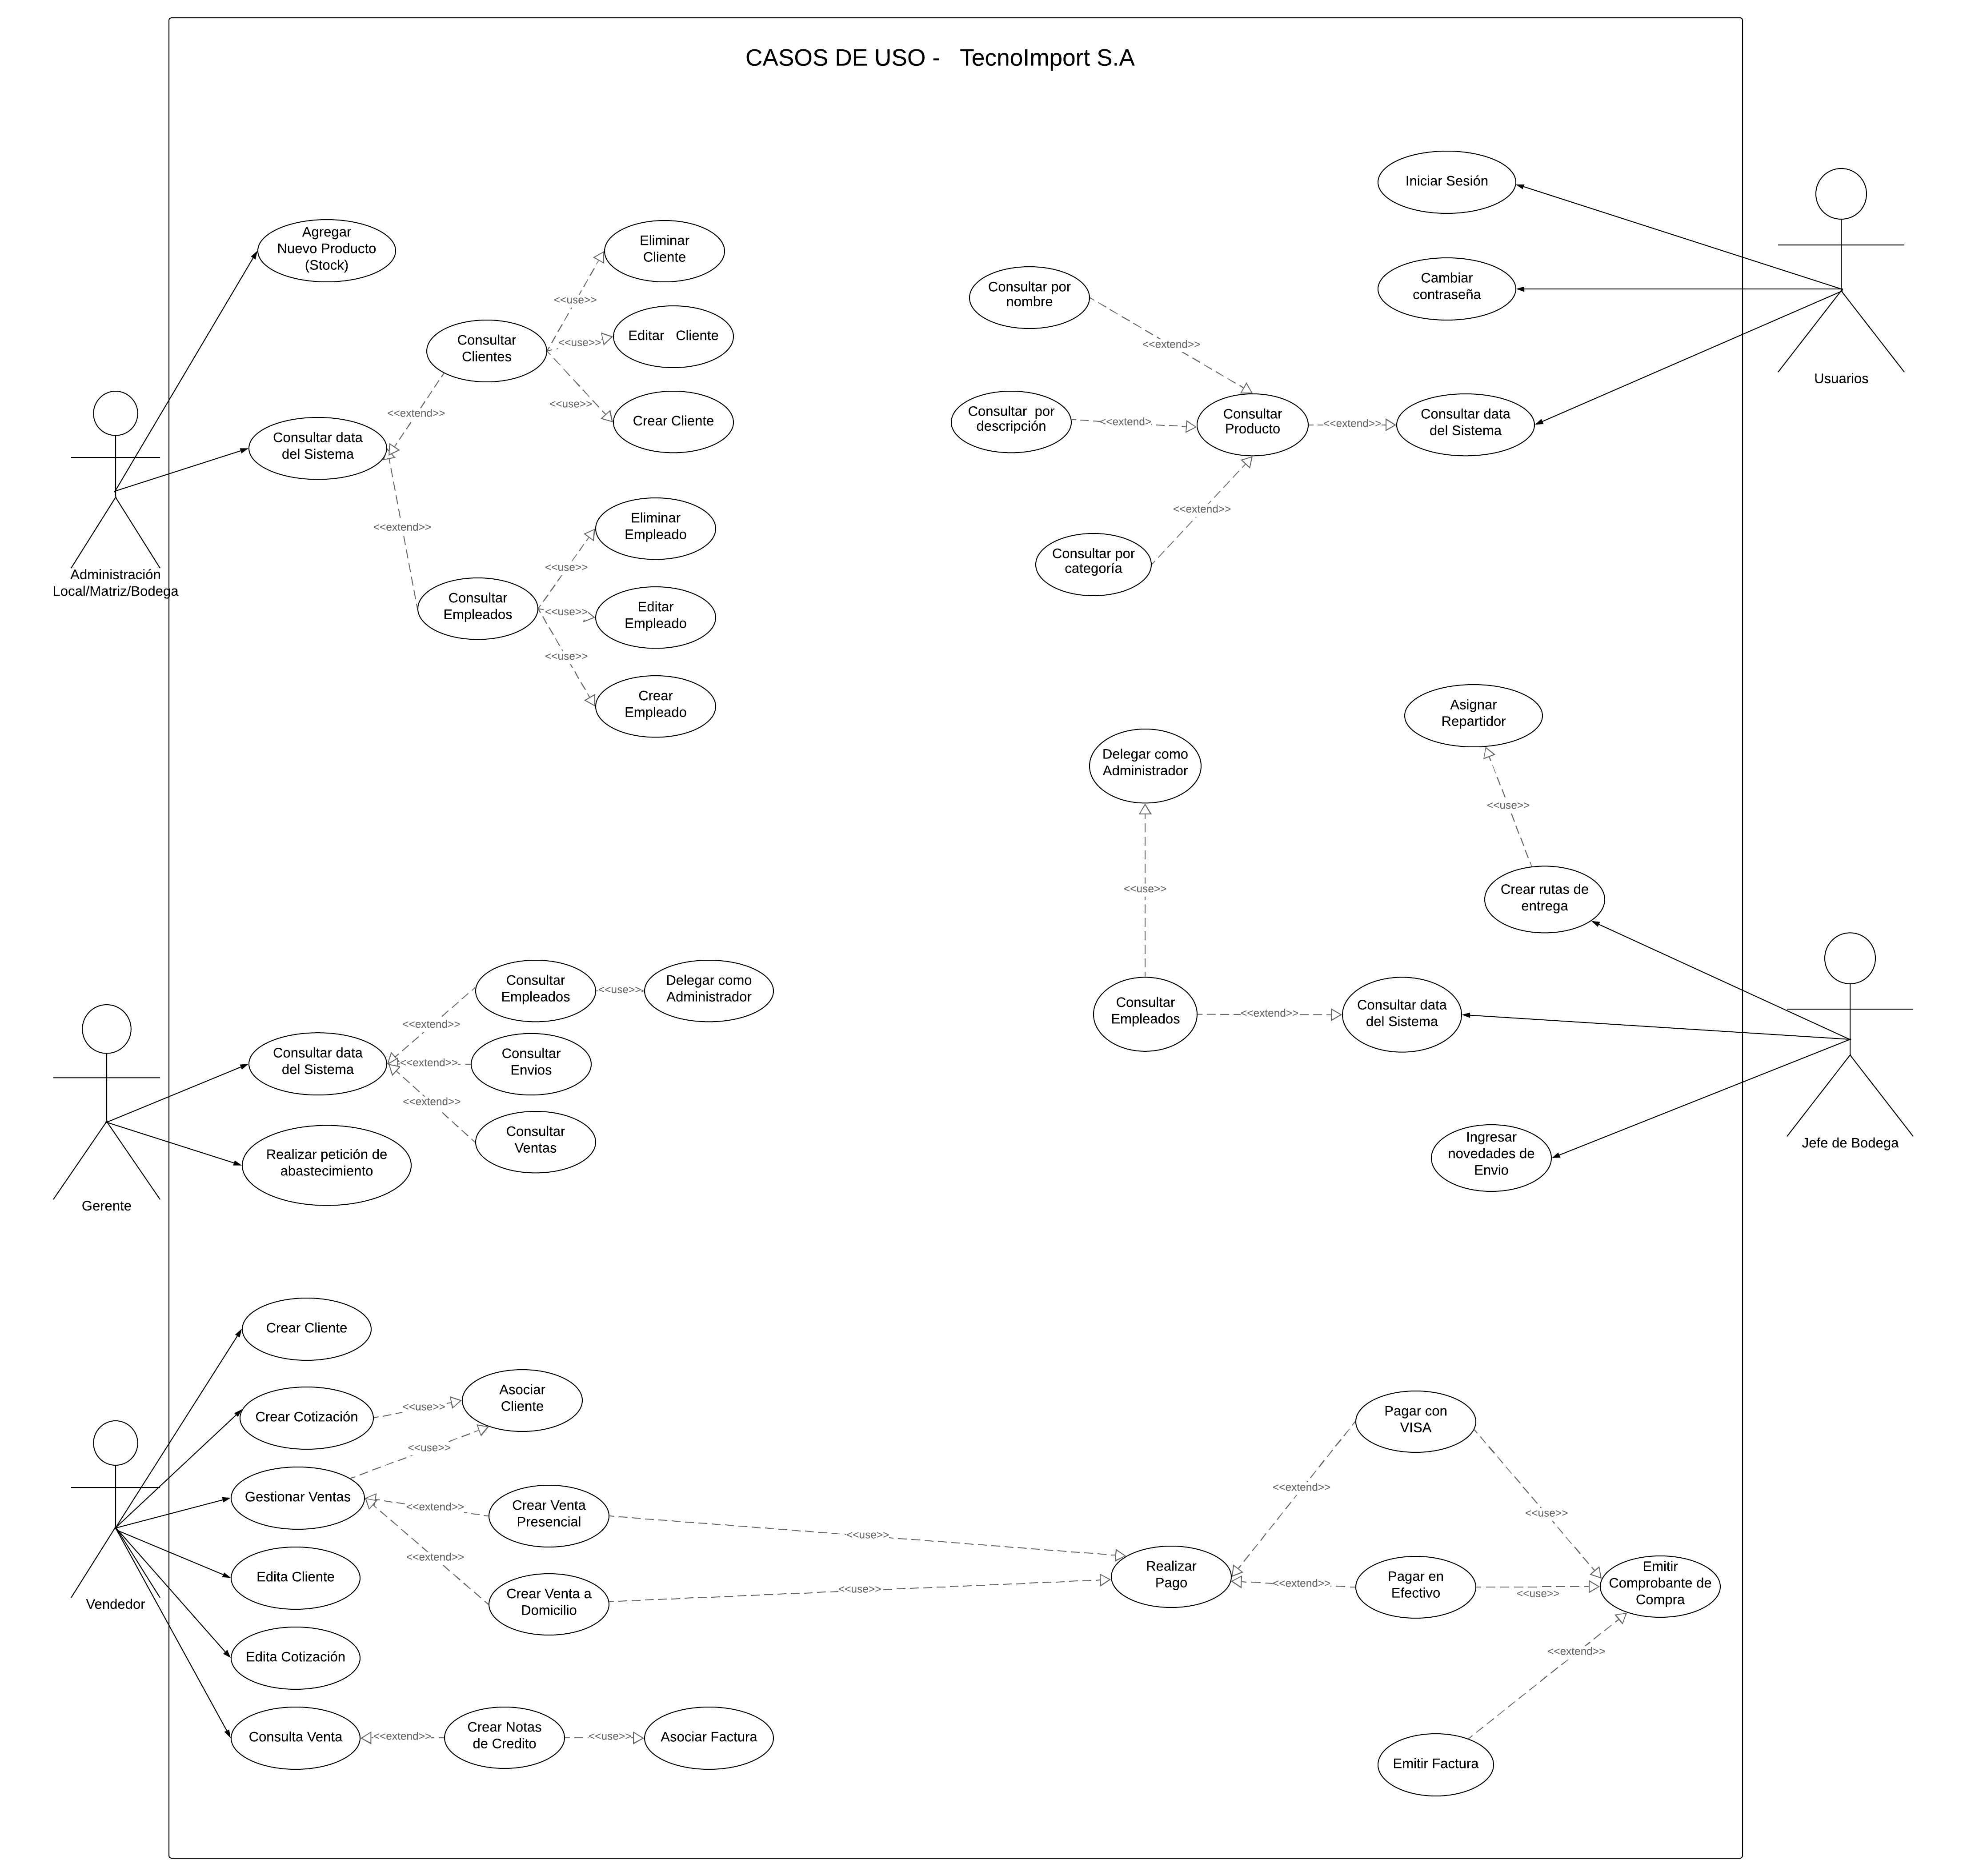 CASOS DE USO -   TecnoImport S.A
Agregar
Nuevo Producto
(Stock)
Eliminar
Cliente
<<use>>
Consultar
Clientes
<<use>>
Editar   Cliente
<<use>>
Crear Cliente
<<extend>>
Consultar data
del Sistema
<<extend>>
Administración
Local/Matriz/Bodega
Eliminar
Empleado
<<use>>
Consultar
Empleados
<<use>>
Editar
Empleado
<<use>>
Crear
Empleado
Iniciar Sesión
Cambiar
contraseña
Usuarios
Consultar por
nombre
<<extend>>
Consultar  por
descripción
<<extend>
Consultar
Producto
<<extend>>
Consultar data
del Sistema
<<extend>>
Consultar por
categoría
Asignar
Repartidor
<<use>>
Crear rutas de
entrega
Delegar como
Administrador
<<use>>
Consultar
Empleados
<<extend>>
Consultar data
del Sistema
Ingresar
novedades de
Envio
Jefe de Bodega
Consultar
Empleados
<<use>>
Delegar como
Administrador
<<extend>>
Consultar data
del Sistema
<<extend>>
Consultar
Envios
<<extend>>
Consultar
Ventas
Realizar petición de
abastecimiento
Gerente
Crear Cliente
Crear Cotización
<<use>>
Asociar
Cliente
<<use>>
Gestionar Ventas
<<extend>>
Crear Venta
Presencial
<<use>>
<<extend>>
Crear Venta a
Domicilio
<<use>>
Edita Cliente
Vendedor
Edita Cotización
Consulta Venta
<<extend>>
Crear Notas
de Credito
<<use>>
Asociar Factura
Realizar
Pago
<<extend>>
Pagar con
VISA
<<use>>
<<extend>>
Pagar en
Efectivo
<<use>>
Emitir
Comprobante de
Compra
<<extend>>
Emitir Factura